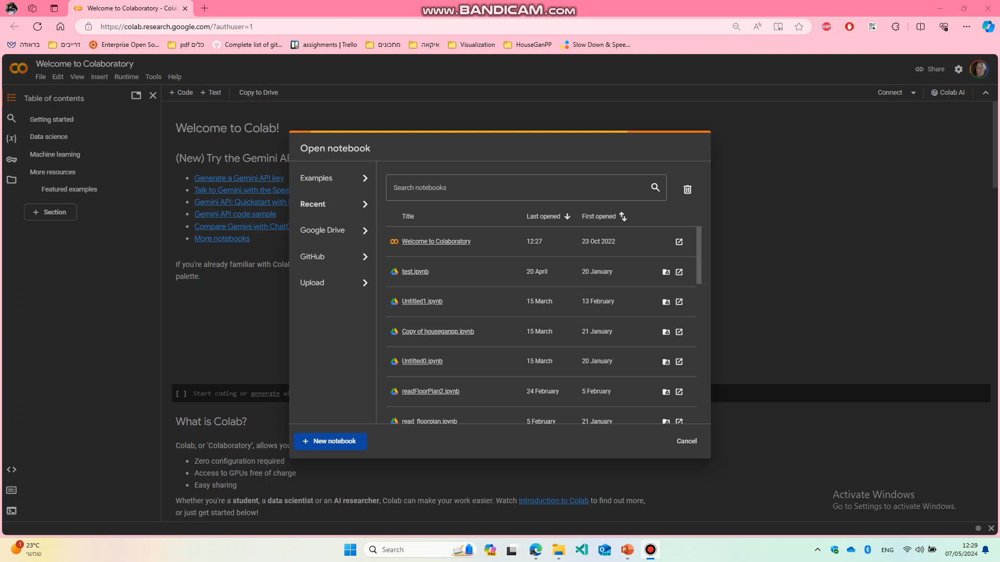 Welcome to Colaboratory - Cola
www.BANDICAM.com
https://colab.research.google.com/?authuser=1
ABP
בראודה
דרייבים
Enterprise Open So...
כלים pdf
Complete list of git...
assighments | Trello
מתכונים
איקאה
Visualization
HouseGanPP
Slow Down & Spee...
Welcome to Colaboratory
File Edit View Insert Runtime Tools Help
Share
Table of contents
+ Code + Text Copy to Drive
Connect
Colab AI
Getting started
Data science
Machine learning
More resources
Featured examples
+ Section
Welcome to Colab!
(New) Try the Gemini AP
Generate a Gemini API key
Talk to Gemini with the Spee
Gemini API: Quickstart with
Gemini API code sample
Compare Gemini with ChatG
More notebooks
If you're already familiar with Colab
palette.
[ ] Start coding or generate wi
What is Colab?
Colab, or 'Colaboratory', allows you
Zero configuration required
Access to GPUs free of charge
Easy sharing
Whether you're a student, a data scientist or an AI researcher, Colab can make your work easier. Watch Introduction to Colab to find out more,
or just get started below!
Open notebook
Examples
Recent
Google Drive
GitHub
Upload
Search notebooks
Title Last opened First opened
Welcome to Colaboratory 12:27 23 Oct 2022
test.ipynb 20 April 20 January
Untitled1.ipynb 15 March 13 February
Copy of houseganpp.ipynb 15 March 21 January
Untitled0.ipynb 15 March 20 January
readFloorPlan2.ipynb 24 February 5 February
read_floorplan.ipynb 5 February 21 January
+ New notebook
Cancel
Activate Windows
Go to Settings to activate Windows.
1
23°C
שמשי
Search
PRE
NEW
ENG
12:29
07/05/2024